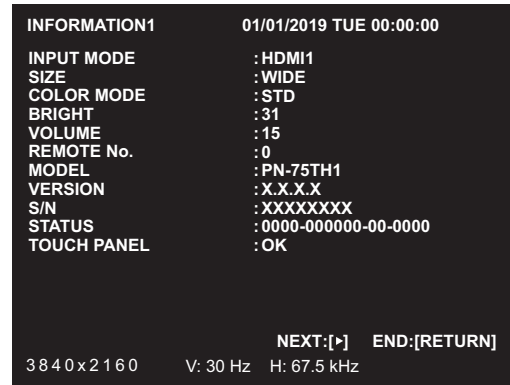 INFORMATION1 01/01/2019 TUE 00:00:00
INPUT MODE :HDMI1
SIZE :WIDE
COLOR MODE :STD
BRIGHT :31
VOLUME :15
REMOTE No. :0
MODEL :PN-75TH1
VERSION :X.X.X.X
S/N :XXXXXXXX
STATUS :0000-000000-00-0000
TOUCH PANEL :OK
NEXT:[▶] END:[RETURN]
3840x2160 V: 30 Hz H: 67.5 kHz